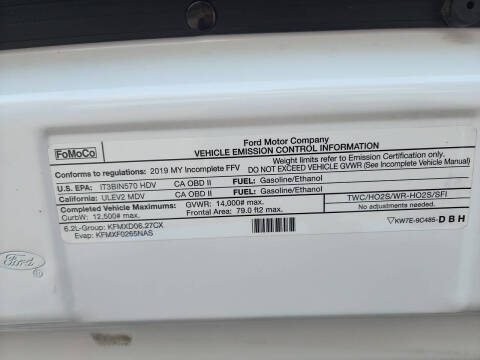 FoMoCo
Ford Motor Company
VEHICLE EMISSION CONTROL INFORMATION
Conforms to regulations: 2019 MY Incomplete FFV
Weight limits refer to Emission Certification only.
DO NOT EXCEED VEHICLE GVWR (See Incomplete Vehicle Manual)
U.S. EPA: IT3BIN570 HDV CA OBD II FUEL: Gasoline/Ethanol
California: ULEV2 MDV CA OBD II FUEL: Gasoline/Ethanol
Completed Vehicle Maximums: GVWR: 14,000# max.
CurbW: 12,500# max. Frontal Area: 79.0 ft2 max.
TWC/HO2S/WR-HO2S/SFI
No adjustments needed.
6.2L-Group: KFMXD06.27CX
Evap: KFMXF0265NAS
KW7E-9C485-DBH
Ford